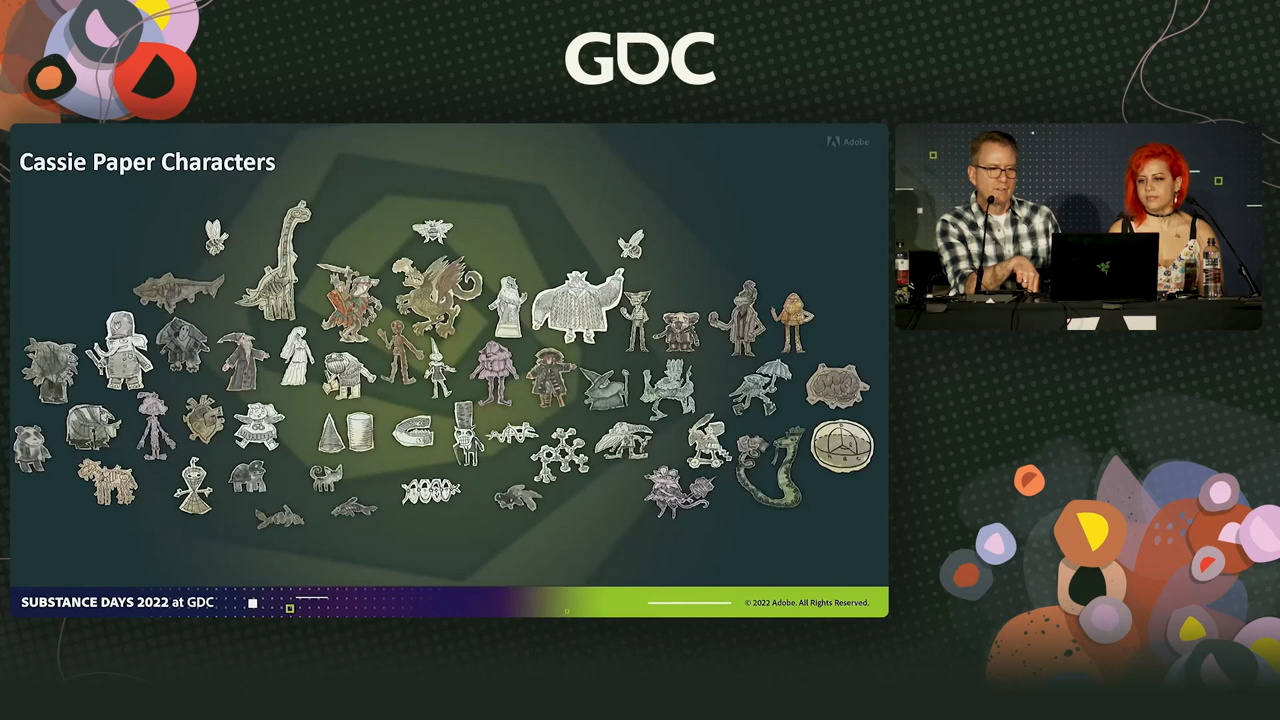 GDC
Adobe
Cassie Paper Characters
SUBSTANCE DAYS 2022 at GDC
© 2022 Adobe. All Rights Reserved.